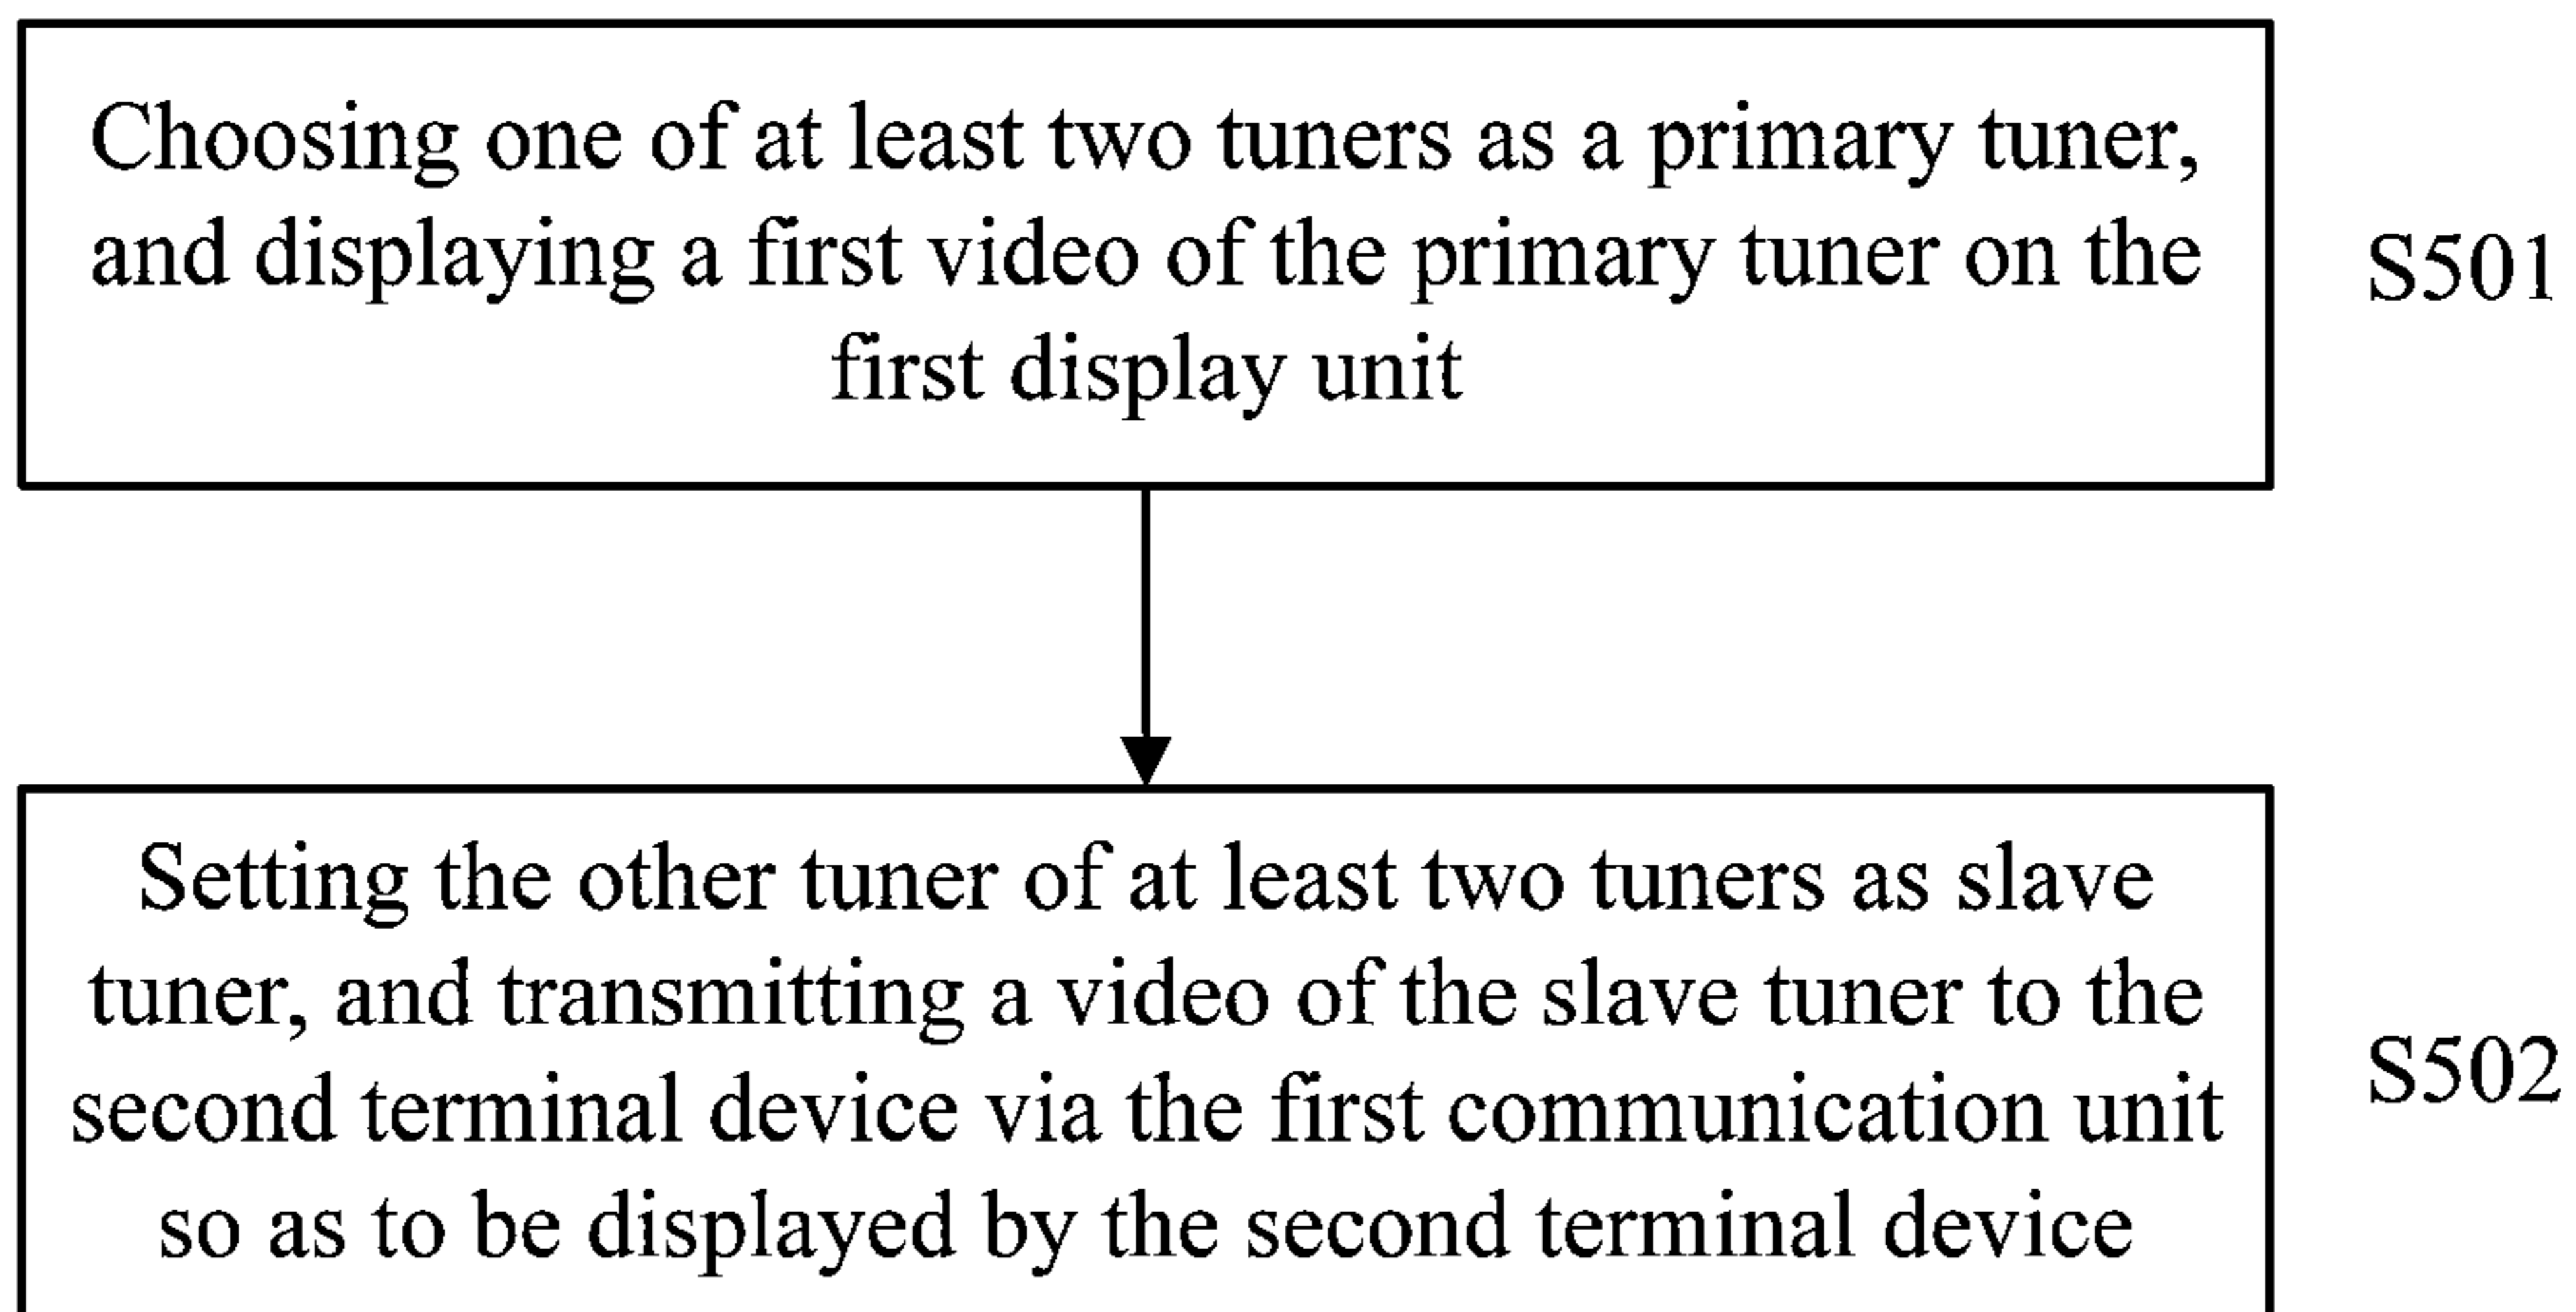 Choosing one of at least two tuners as a primary tuner,
and displaying a first video of the primary tuner on the
first display unit
S501
Setting the other tuner of at least two tuners as slave
tuner, and transmitting a video of the slave tuner to the
second terminal device via the first communication unit
so as to be displayed by the second terminal device
S502